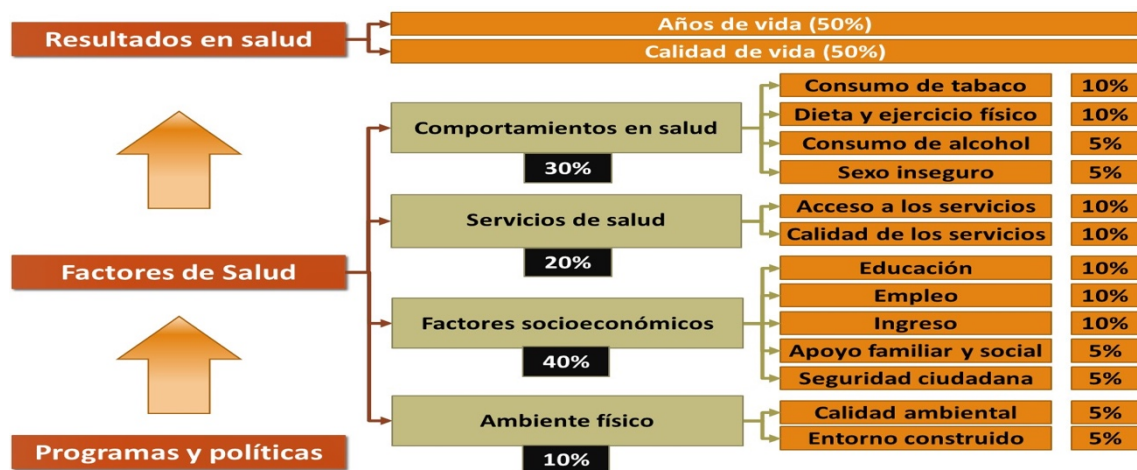 Resultados en salud
Años de vida (50%)
Calidad de vida (50%)
Factores de Salud
Programas y políticas
Comportamientos en salud
30%
Consumo de tabaco 10%
Dieta y ejercicio físico 10%
Consumo de alcohol 5%
Sexo inseguro 5%
Servicios de salud
20%
Acceso a los servicios 10%
Calidad de los servicios 10%
Factores socioeconómicos
40%
Educación 10%
Empleo 10%
Ingreso 10%
Apoyo familiar y social 5%
Seguridad ciudadana 5%
Ambiente físico
10%
Calidad ambiental 5%
Entorno construido 5%